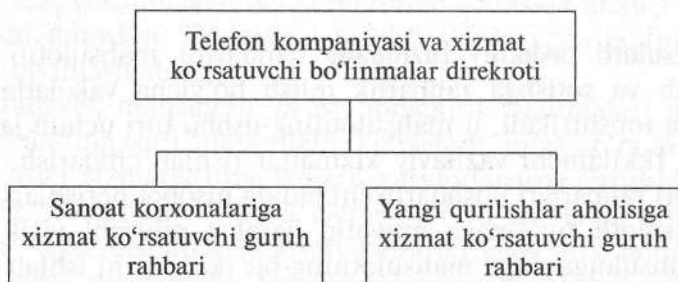 Telefon kompaniyasi va xizmat
ko‘rsatuvchi bo‘linmalar direkroti
Sanoat korxonalariga
xizmat ko‘rsatuvchi guruh
rahbari
Yangi qurilishlar aholisiga
xizmat ko‘rsatuvchi guruh
rahbari